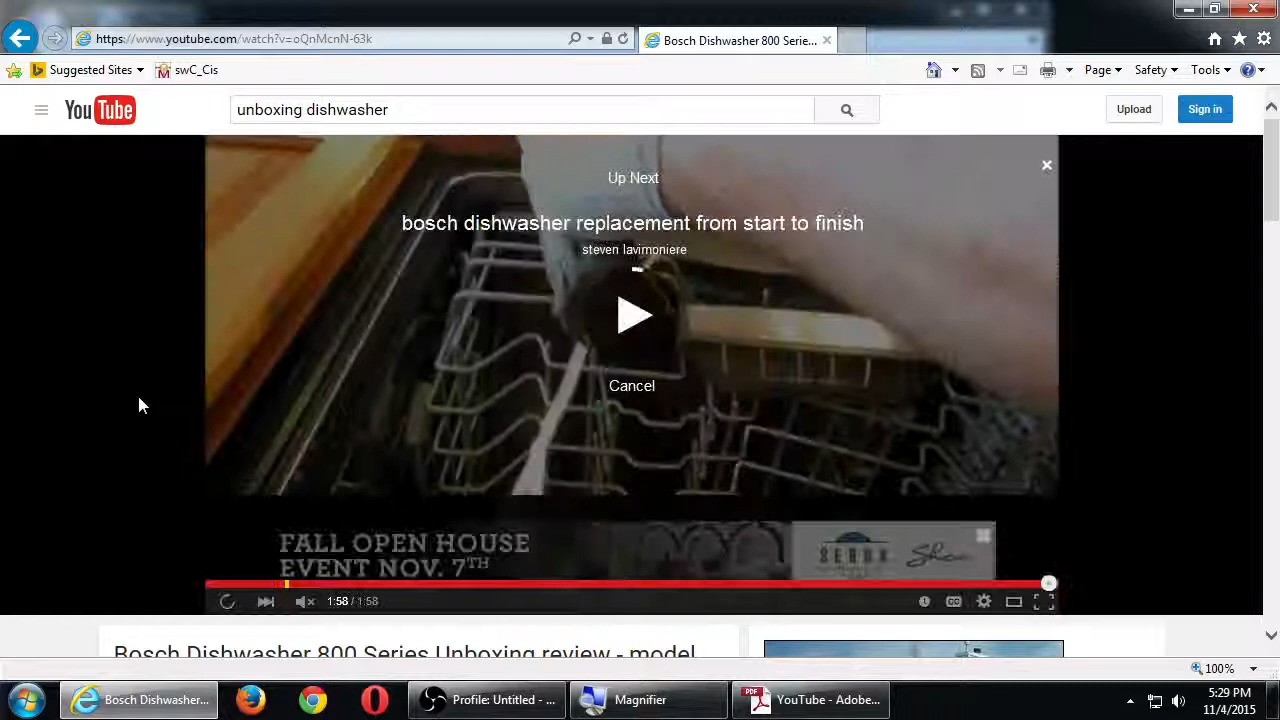 https://www.youtube.com/watch?v=oQnMcnN-63k
Bosch Dishwasher 800 Serie...
Suggested Sites
swC_Cis
Page
Safety
Tools
YouTube
unboxing dishwasher
Upload
Sign in
Up Next
bosch dishwasher replacement from start to finish
steven lavimoniere
Cancel
FALL OPEN HOUSE
EVENT NOV. 7TH
1:58 / 1:58
CC
Bosch Dishwasher 800 Series Unboxing review - model
100%
Bosch Dishwasher...
Profile: Untitled - ...
Magnifier
PDF
YouTube - Adobe...
5:29 PM
11/4/2015